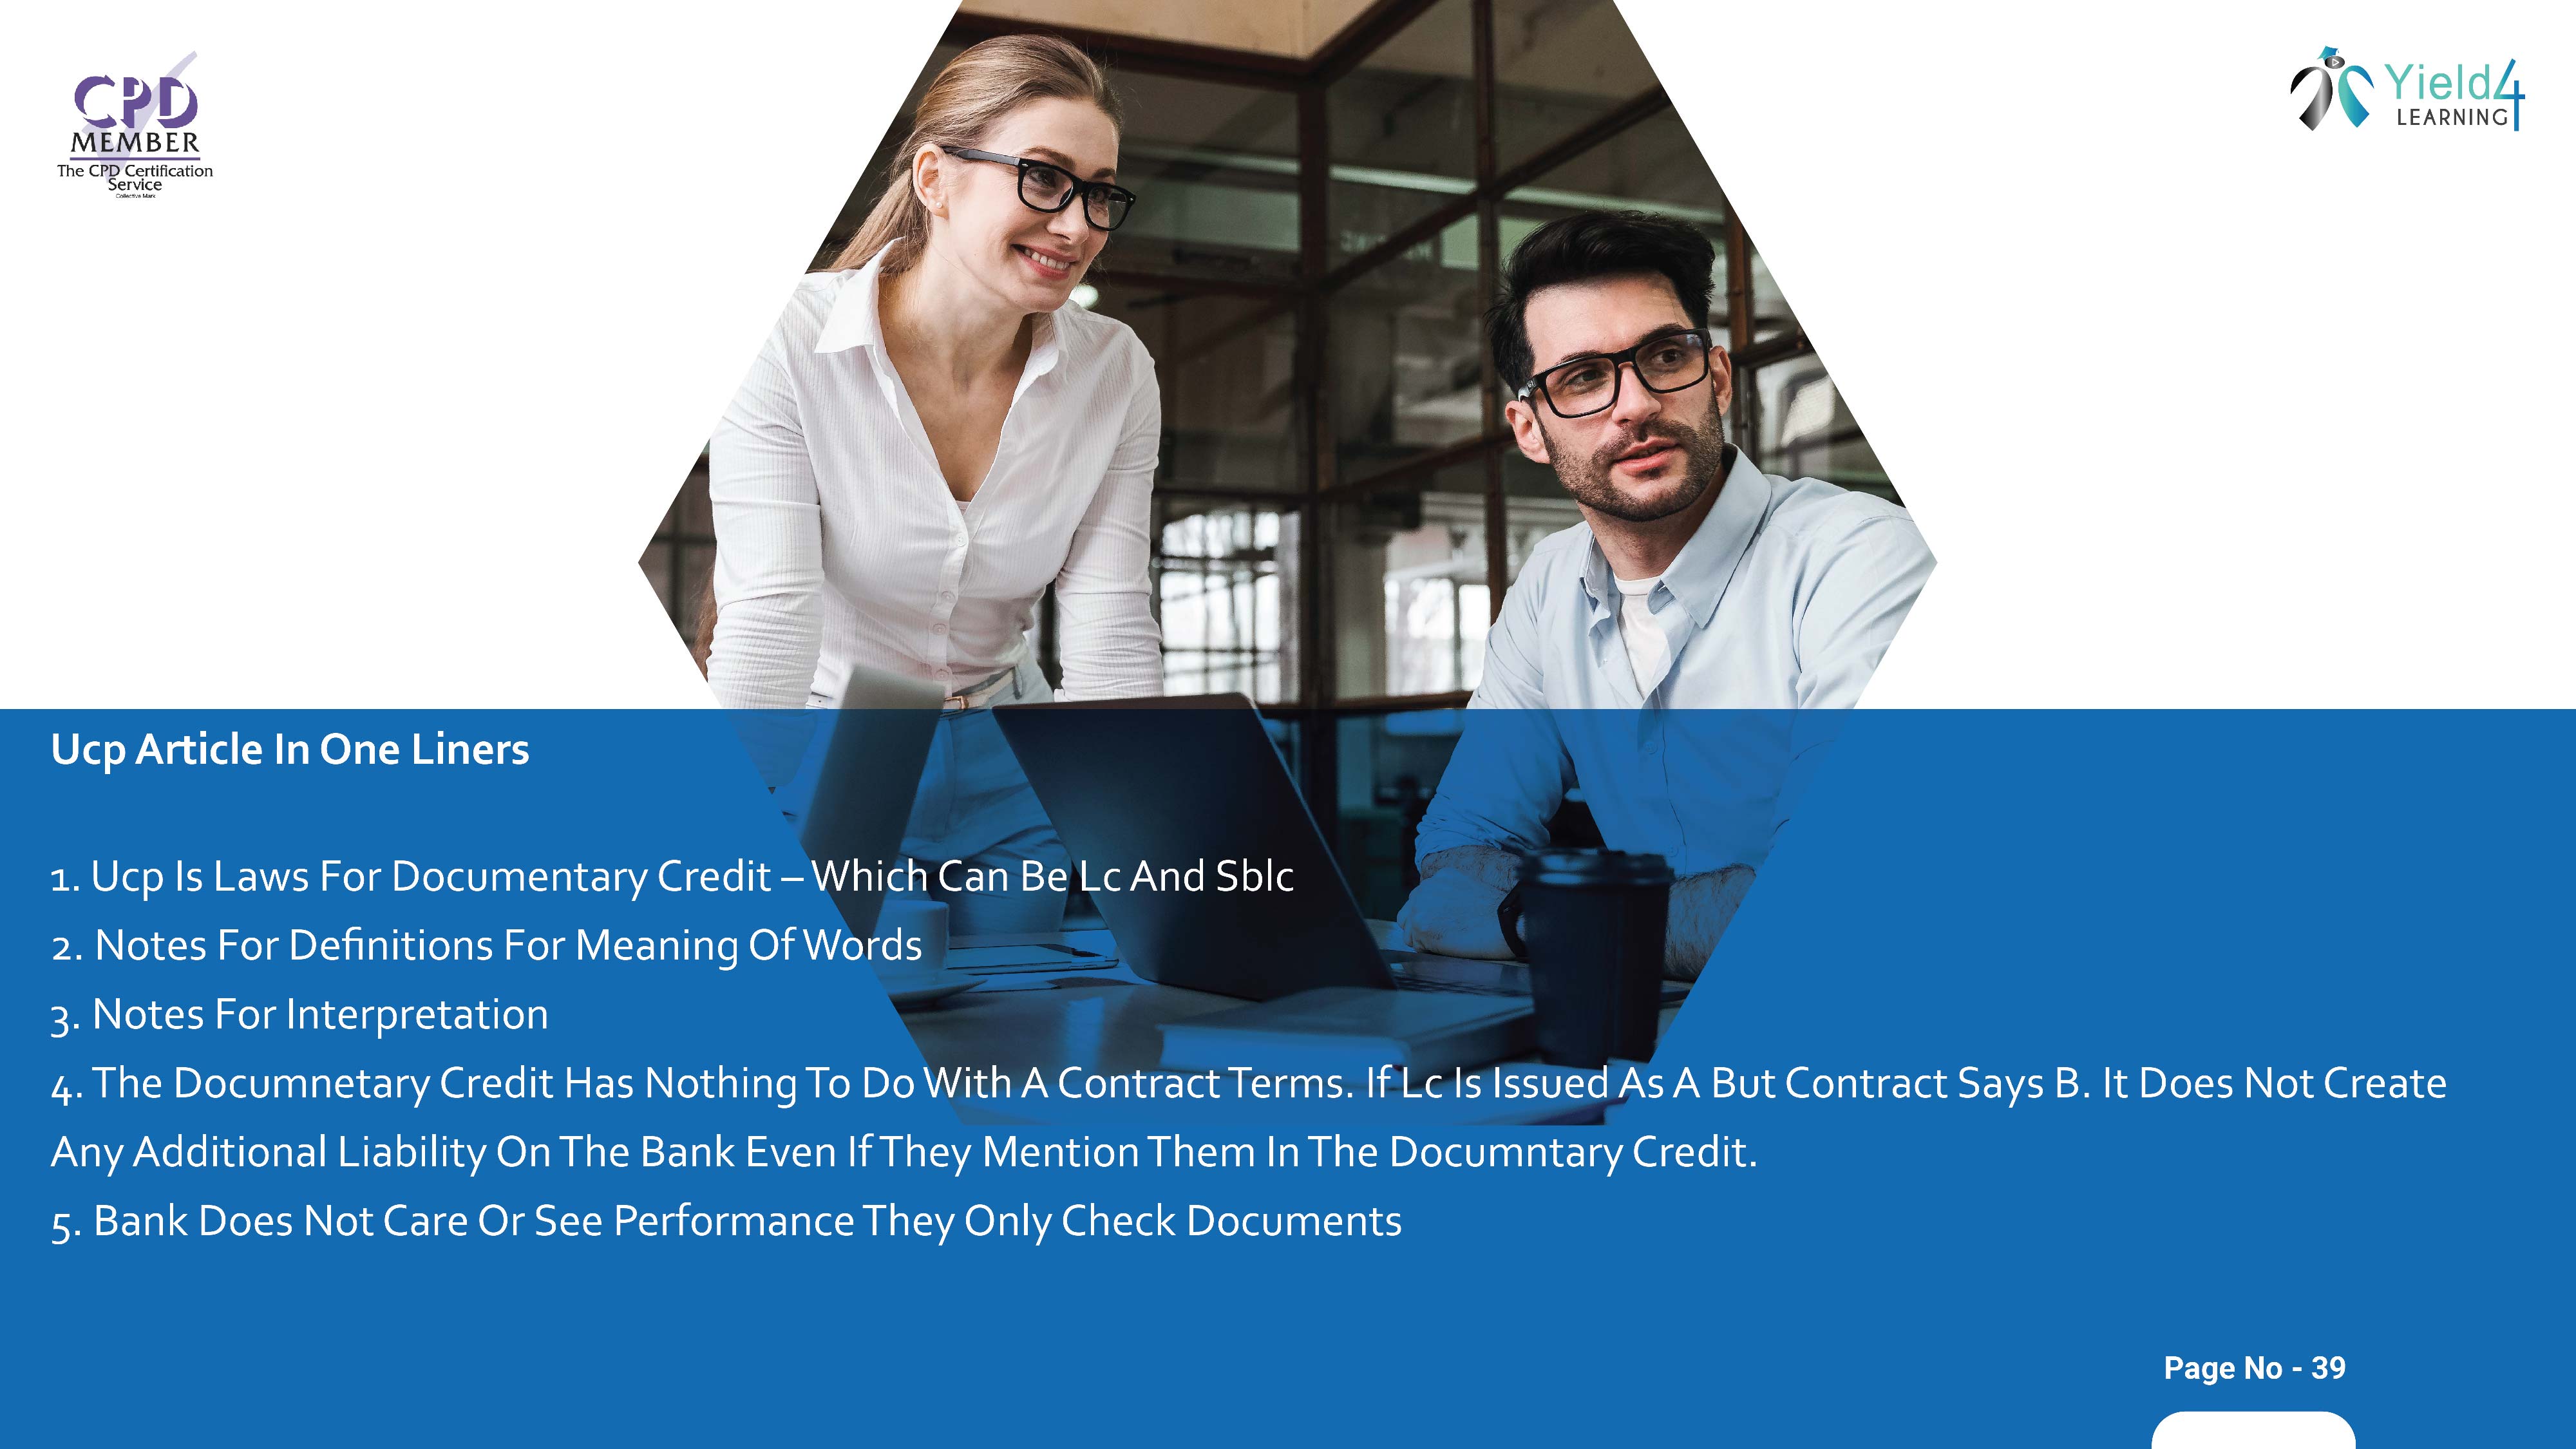 CPD
MEMBER
The CPD Certification
Service
Collective Mark
Yield4
LEARNING
Ucp Article In One Liners
1. Ucp Is Laws For Documentary Credit – Which Can Be Lc And Sblc
2. Notes For Definitions For Meaning Of Words
3. Notes For Interpretation
4. The Documnetary Credit Has Nothing To Do With A Contract Terms. If Lc Is Issued As A But Contract Says B. It Does Not Create
Any Additional Liability On The Bank Even If They Mention Them In The Documntary Credit.
5. Bank Does Not Care Or See Performance They Only Check Documents
Page No - 39